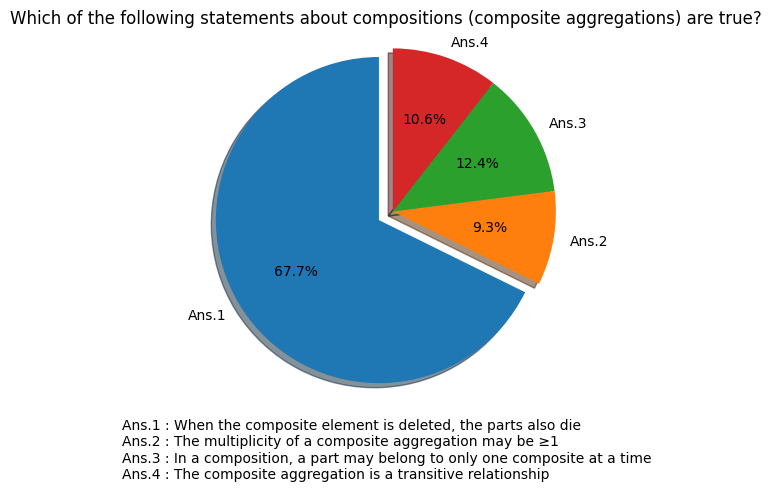 Which of the following statements about compositions (composite aggregations) are true?
Ans.4
10.6%
Ans.3
12.4%
9.3%
Ans.2
67.7%
Ans.1
Ans.1 : When the composite element is deleted, the parts also die
Ans.2 : The multiplicity of a composite aggregation may be ≥1
Ans.3 : In a composition, a part may belong to only one composite at a time
Ans.4 : The composite aggregation is a transitive relationship